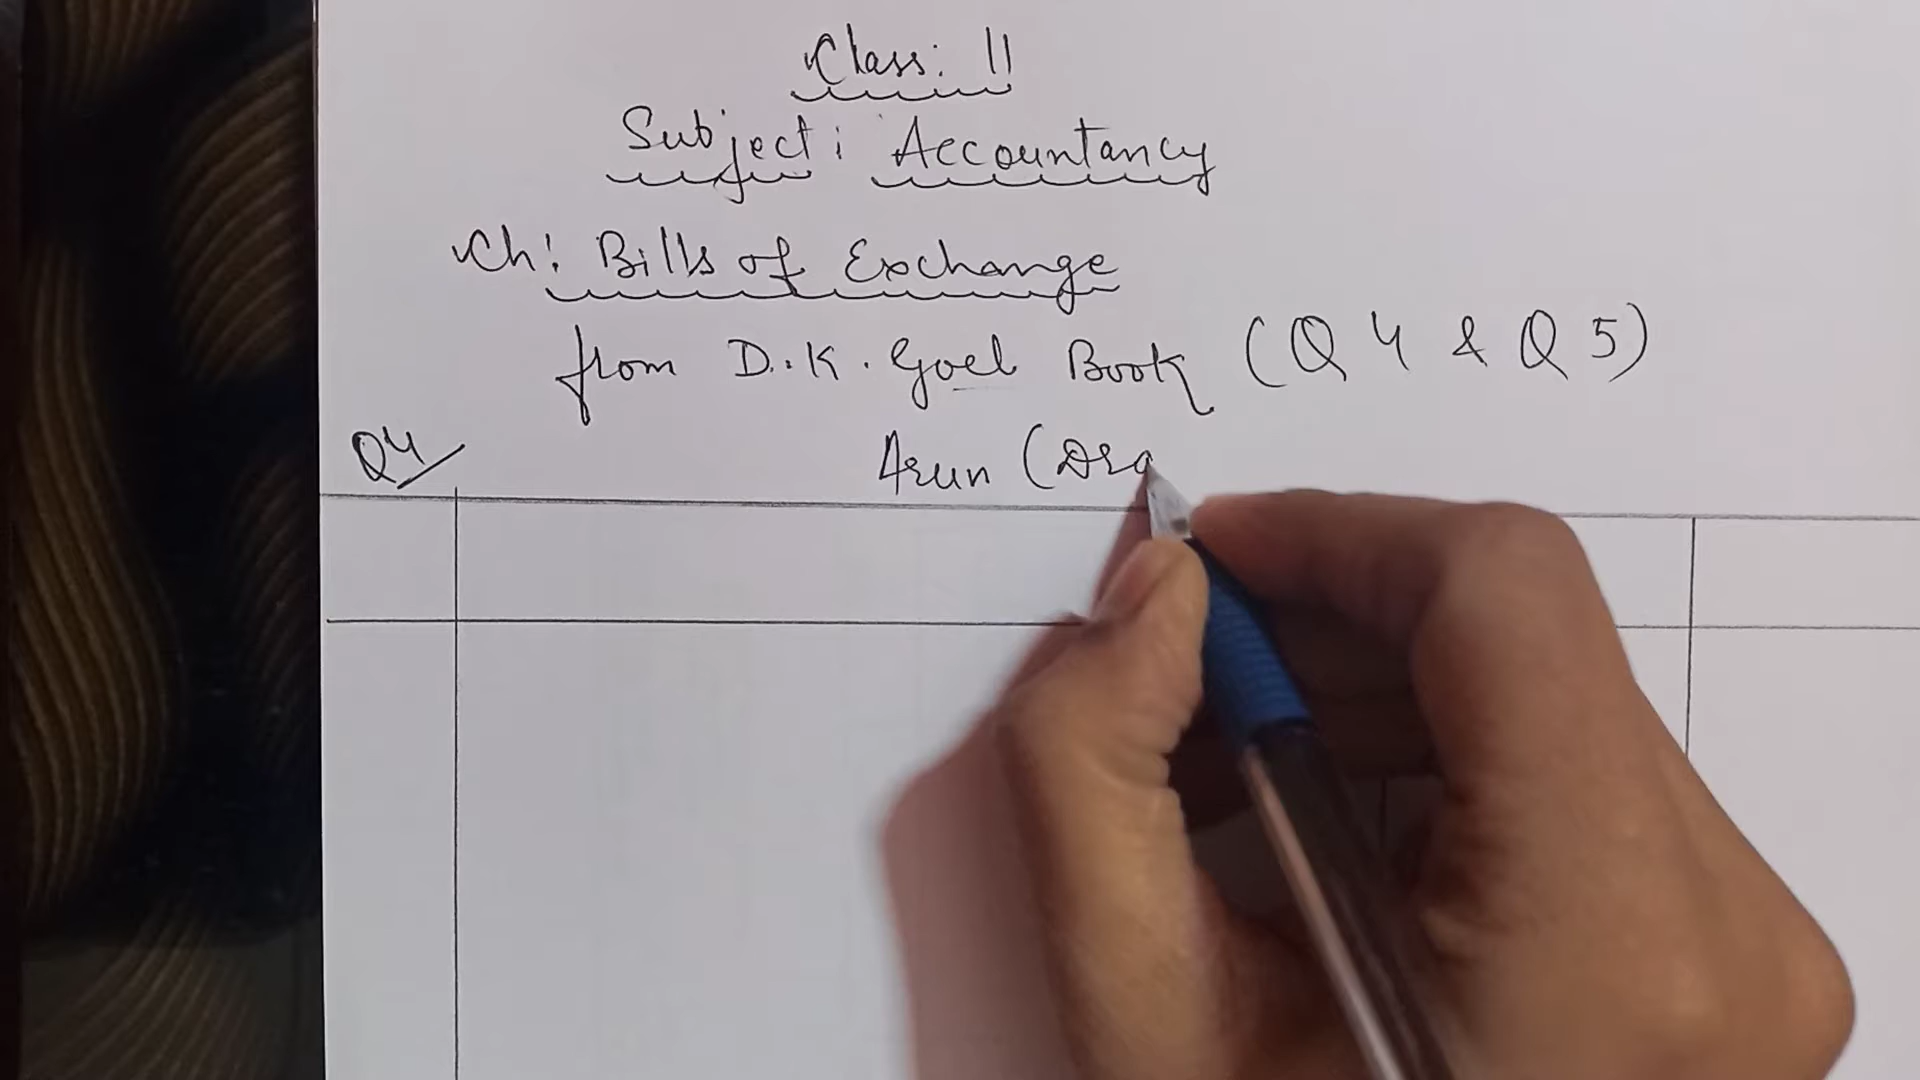 Class: 11
Subject: Accountancy
Ch: Bills of Exchange
from D.K. Goel Book (Q 4 & Q 5)
Q4
Arun (Dra